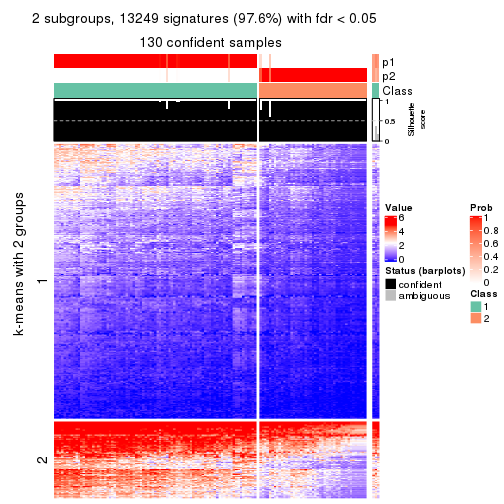 2 subgroups, 13249 signatures (97.6%) with fdr < 0.05
130 confident samples
p1
p2
Class
1
0.5
0
Silhouette
score
k-means with 2 groups
1
2
Value
6
4
2
0
Status (barplots)
confident
ambiguous
Prob
1
0.8
0.6
0.4
0.2
0
Class
1
2